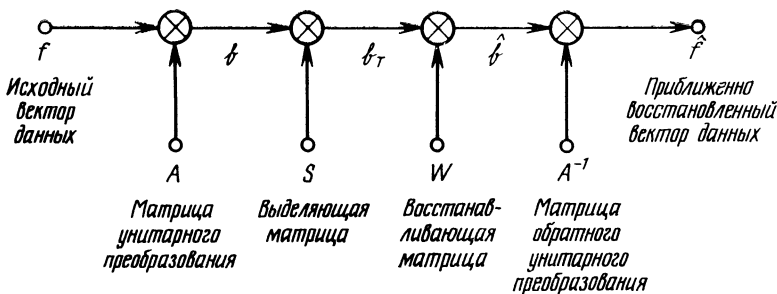 f
в
в_T
в̂
f̂
Исходный
вектор
данных
Приближенно
восстановленный
вектор данных
A
S
W
A⁻¹
Матрица
унитарного
преобразования
Выделяющая
матрица
Восстанав-
ливающая
матрица
Матрица
обратного
унитарного
преобразования